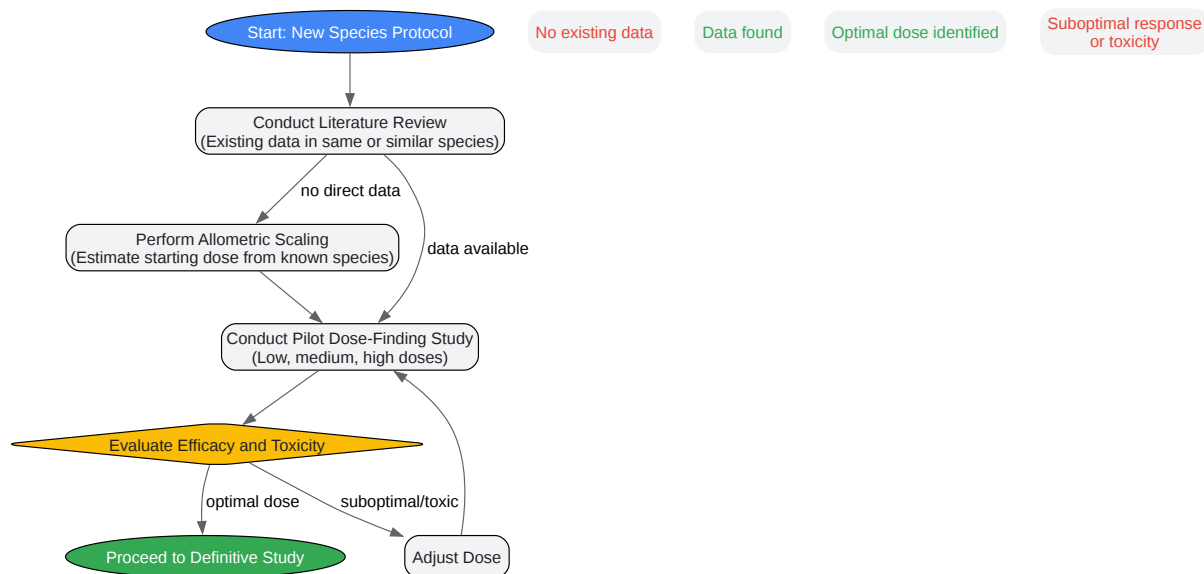 Start: New Species Protocol
No existing data
Data found
Optimal dose identified
Suboptimal response
or toxicity
Conduct Literature Review
(Existing data in same or similar species)
no direct data
Perform Allometric Scaling
(Estimate starting dose from known species)
data available
Conduct Pilot Dose-Finding Study
(Low, medium, high doses)
Evaluate Efficacy and Toxicity
optimal dose
suboptimal/toxic
Proceed to Definitive Study
Adjust Dose